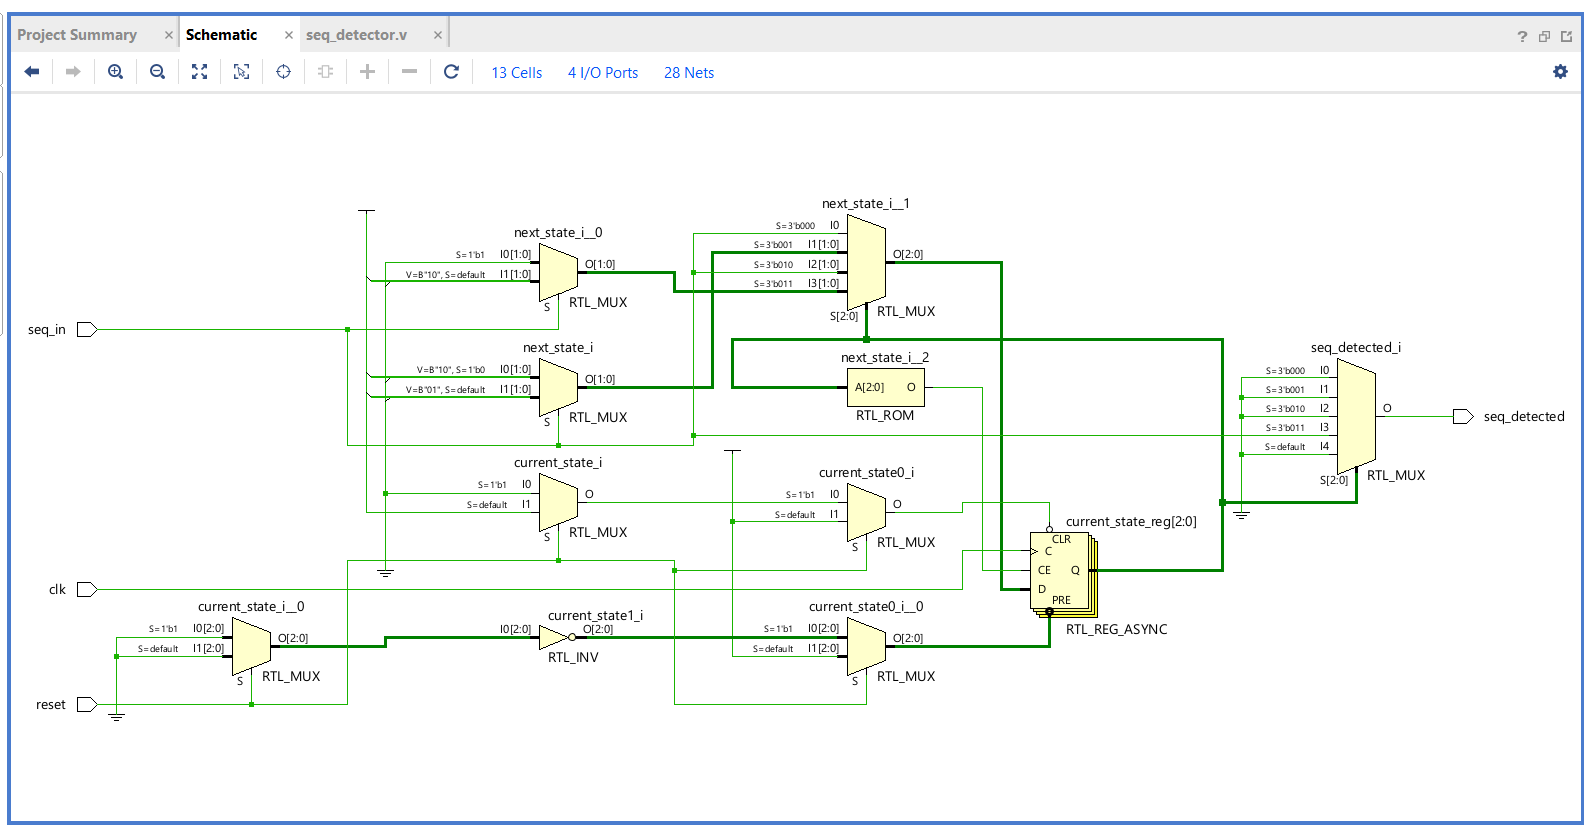 Project Summary × Schematic × seq_detector.v ×
13 Cells 4 I/O Ports 28 Nets
next_state_i__1
S=3'b000 I0
S=3'b001 I1[1:0]
S=3'b010 I2[1:0]
S=3'b011 I3[1:0]
O[2:0]
S[2:0]
RTL_MUX
next_state_i__0
S=1'b1 I0[1:0]
V=B"10", S=default I1[1:0]
O[1:0]
S
RTL_MUX
seq_in
next_state_i
V=B"10", S=1'b0 I0[1:0]
V=B"01", S=default I1[1:0]
O[1:0]
S
RTL_MUX
next_state_i__2
A[2:0] O
RTL_ROM
seq_detected_i
S=3'b000 I0
S=3'b001 I1
S=3'b010 I2
S=3'b011 I3
S=default I4
O
S[2:0]
RTL_MUX
seq_detected
current_state_i
S=1'b1 I0
S=default I1
O
S
RTL_MUX
current_state0_i
S=1'b1 I0
S=default I1
O
S
RTL_MUX
current_state_reg[2:0]
CLR
C
CE Q
D
PRE
RTL_REG_ASYNC
clk
current_state_i__0
S=1'b1 I0[2:0]
S=default I1[2:0]
O[2:0]
S
RTL_MUX
current_state1_i
I0[2:0] O[2:0]
RTL_INV
current_state0_i__0
S=1'b1 I0[2:0]
S=default I1[2:0]
O[2:0]
S
RTL_MUX
reset